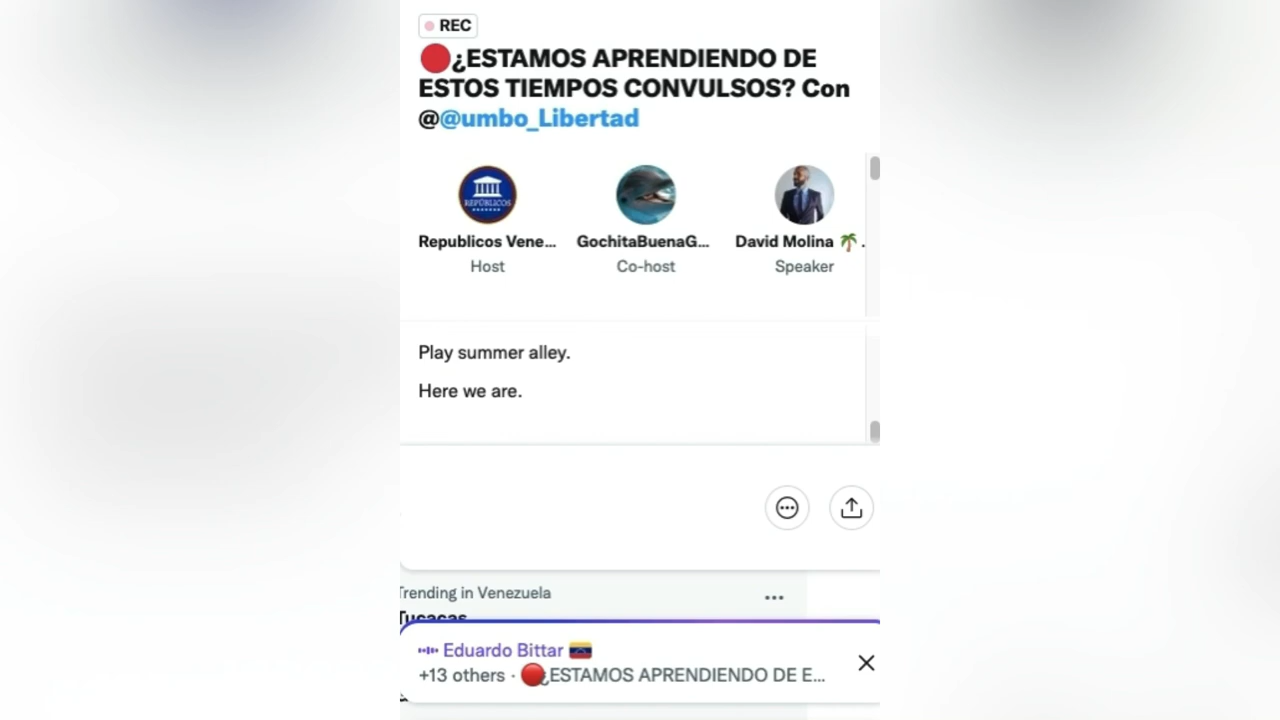 REC
🔴¿ESTAMOS APRENDIENDO DE
ESTOS TIEMPOS CONVULSOS? Con
@@umbo_Libertad
REPÚBLICOS
Republicos Vene...
GochitaBuenaG...
David Molina 🌴.
Host
Co-host
Speaker
Play summer alley.
Here we are.
Trending in Venezuela
Tucacas
Eduardo Bittar 🇻🇪
+13 others · 🔴¿ESTAMOS APRENDIENDO DE E...